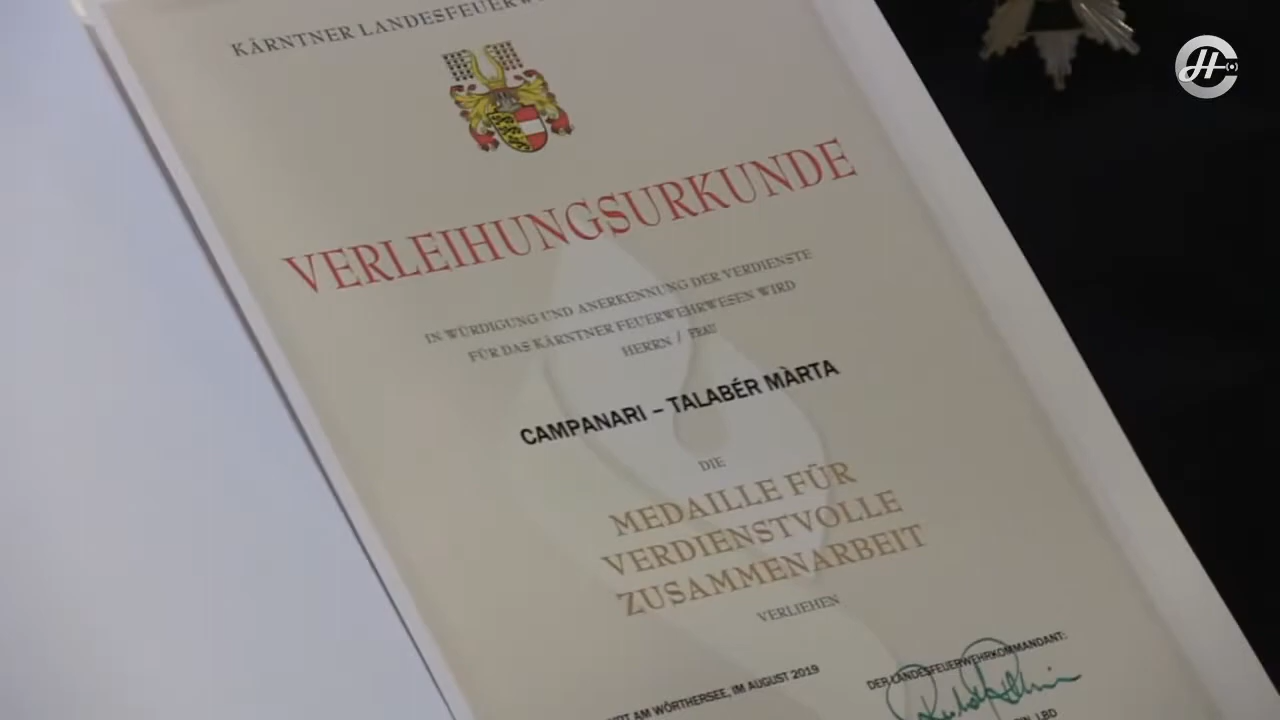 KÄRNTNER
VERLEIHUNGSURKUNDE
IN WÜRDIGUNG UND ANERKENNUNG DER VERDIENSTE
FÜR DAS KÄRNTNER FEUERWEHRWESEN WIRD
HERRN / FRAU
CAMPANARI – TALABÉR MÀRTA
DIE
MEDAILLE FÜR
VERDIENSTVOLLE
ZUSAMMENARBEIT
VERLIEHEN
AM WÖRTHERSEE, IM AUGUST 2019
DER LANDESFEUERWEHRKOMMANDANT:
LBD